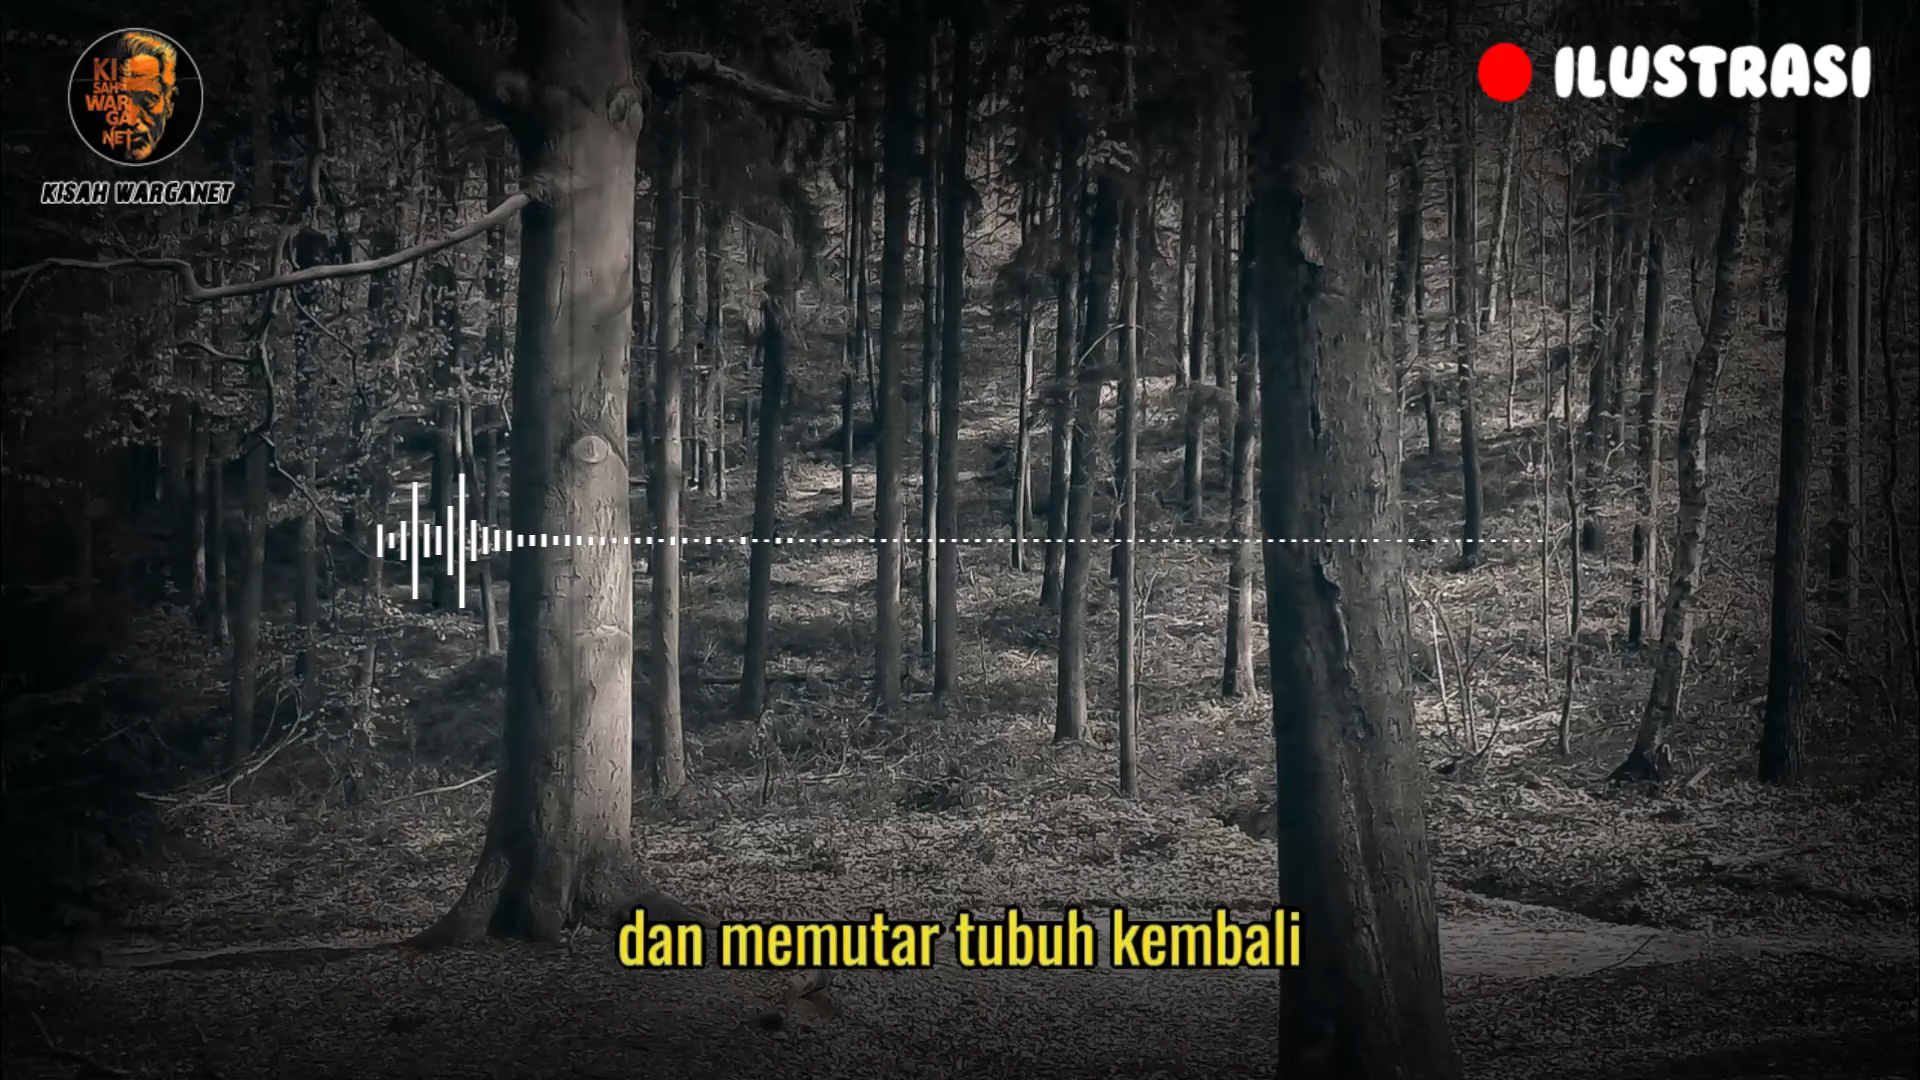 KI
SAH
WAR
GA
NET
KISAH WARGANET
ILUSTRASI
dan memutar tubuh kembali